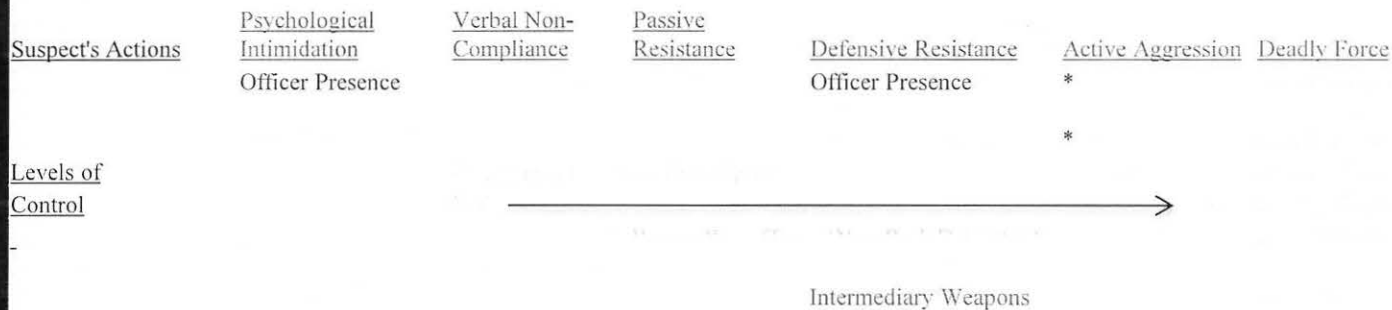 Psychological Verbal Non- Passive
Suspect's Actions Intimidation Compliance Resistance Defensive Resistance Active Aggression Deadly Force
Officer Presence Officer Presence *
*
Levels of
Control
-
Intermediary Weapons